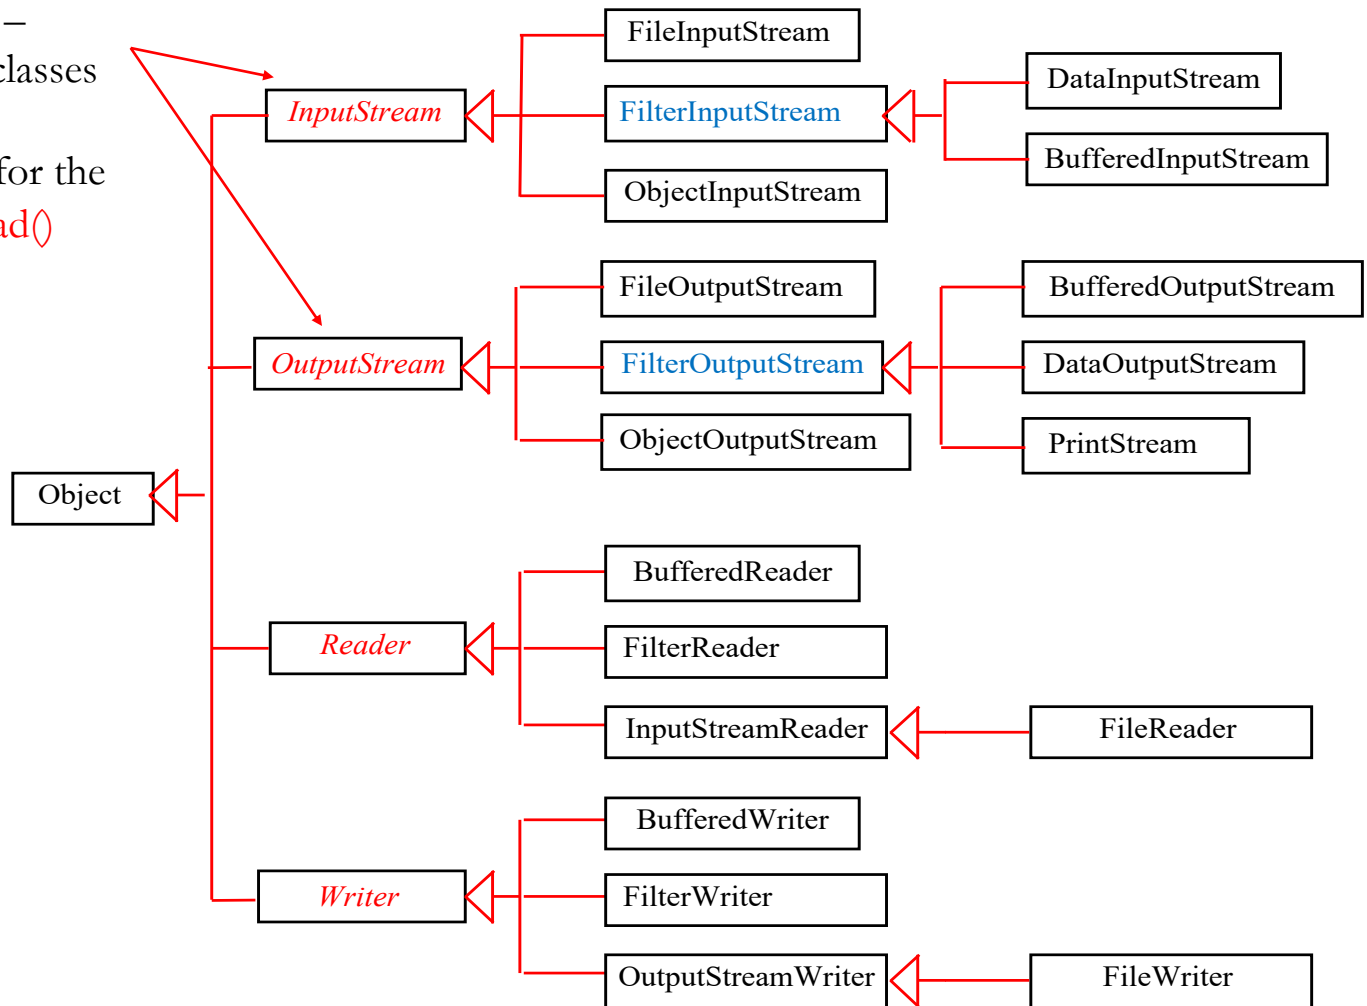 –
classes
for the
ad()
Object
InputStream
FileInputStream
FilterInputStream
ObjectInputStream
DataInputStream
BufferedInputStream
OutputStream
FileOutputStream
FilterOutputStream
ObjectOutputStream
BufferedOutputStream
DataOutputStream
PrintStream
Reader
BufferedReader
FilterReader
InputStreamReader
FileReader
Writer
BufferedWriter
FilterWriter
OutputStreamWriter
FileWriter